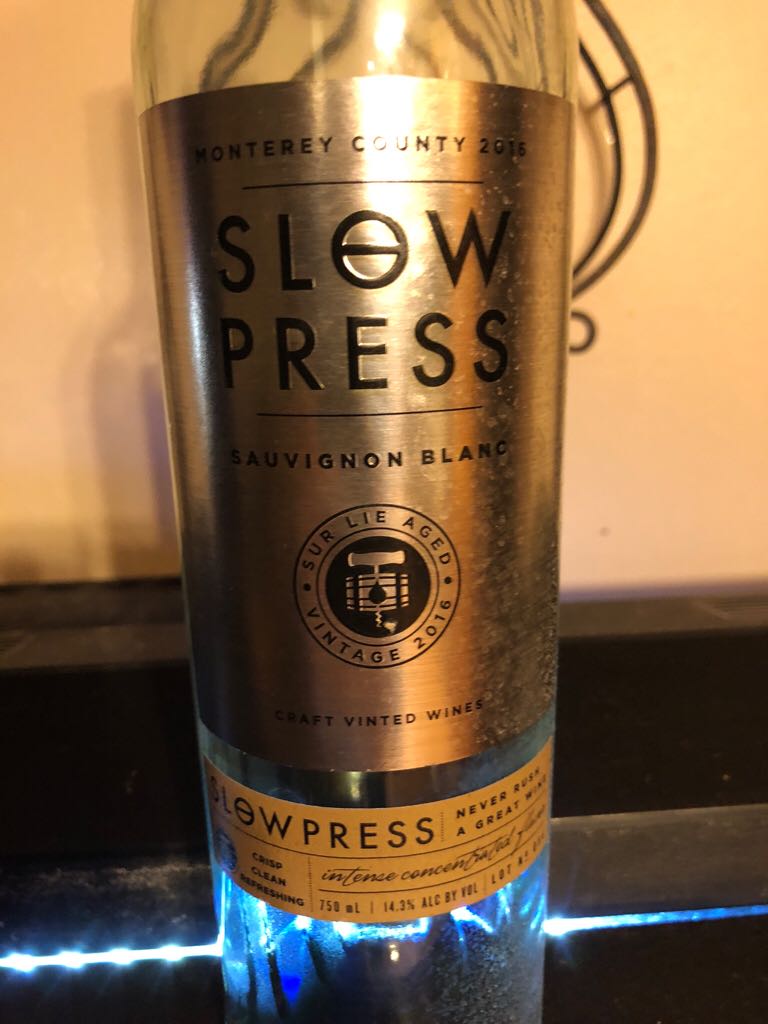 MONTEREY COUNTY 2016
SLOW
PRESS
SAUVIGNON BLANC
SUR LIE AGED
VINTAGE 2016
CRAFT VINTED WINES
SLOWPRESS
NEVER RUSH
A GREAT WINE
CRISP
CLEAN
REFRESHING
intense concentrated
750 mL | 14.3% ALC BY VOL
LOT